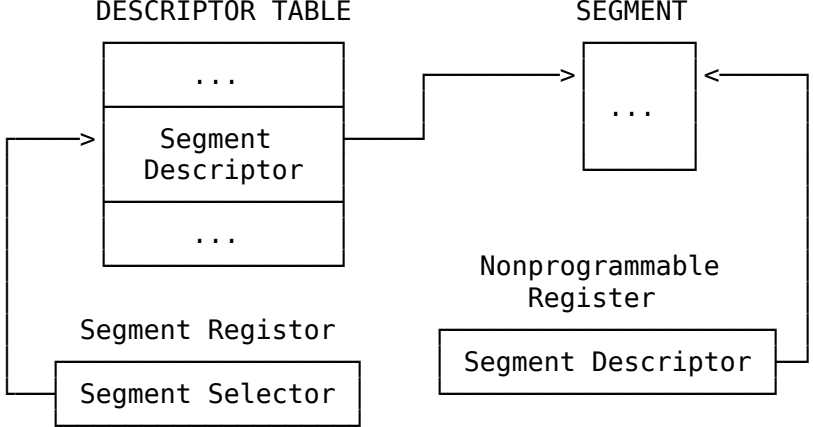 DESCRIPTOR TABLE
SEGMENT
...
...
Segment
Descriptor
...
Nonprogrammable
Register
Segment Registor
Segment Descriptor
Segment Selector